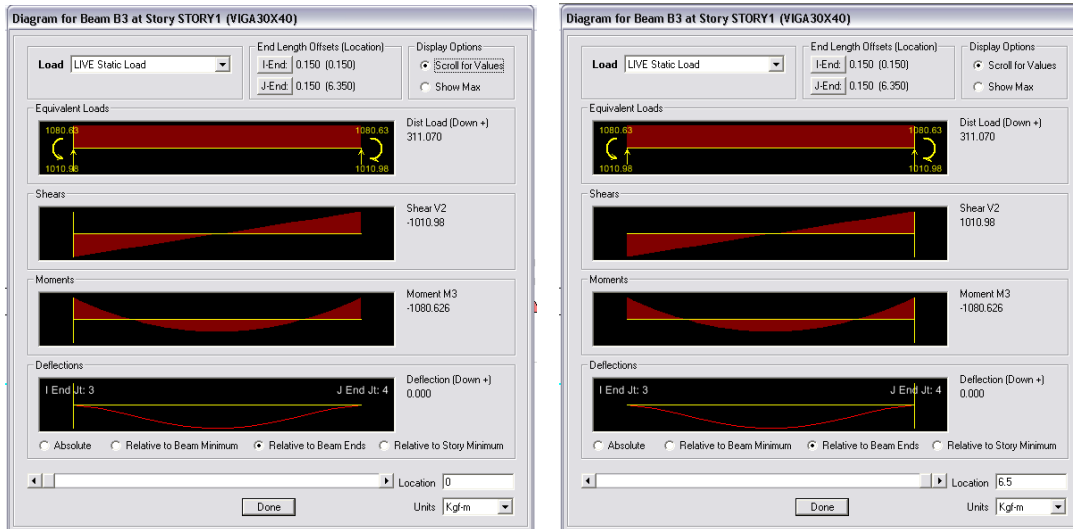 Diagram for Beam B3 at Story STORY1 (VIGA30X40)
Load LIVE Static Load
End Length Offsets (Location)
I-End: 0.150 (0.150)
J-End: 0.150 (6.350)
Display Options
Scroll for Values
Show Max
Equivalent Loads
1080.63 1080.63
1010.98 1010.98
Dist Load (Down +)
311.070
Shears
Shear V2
-1010.98
Moments
Moment M3
-1080.626
Deflections
I End Jt: 3 J End Jt: 4
Deflection (Down +)
0.000
Absolute Relative to Beam Minimum Relative to Beam Ends Relative to Story Minimum
Location 0
Done Units Kgf-m
Diagram for Beam B3 at Story STORY1 (VIGA30X40)
Load LIVE Static Load
End Length Offsets (Location)
I-End: 0.150 (0.150)
J-End: 0.150 (6.350)
Display Options
Scroll for Values
Show Max
Equivalent Loads
1080.63 1080.63
1010.98 1010.98
Dist Load (Down +)
311.070
Shears
Shear V2
1010.98
Moments
Moment M3
-1080.626
Deflections
I End Jt: 3 J End Jt: 4
Deflection (Down +)
0.000
Absolute Relative to Beam Minimum Relative to Beam Ends Relative to Story Minimum
Location 6.5
Done Units Kgf-m